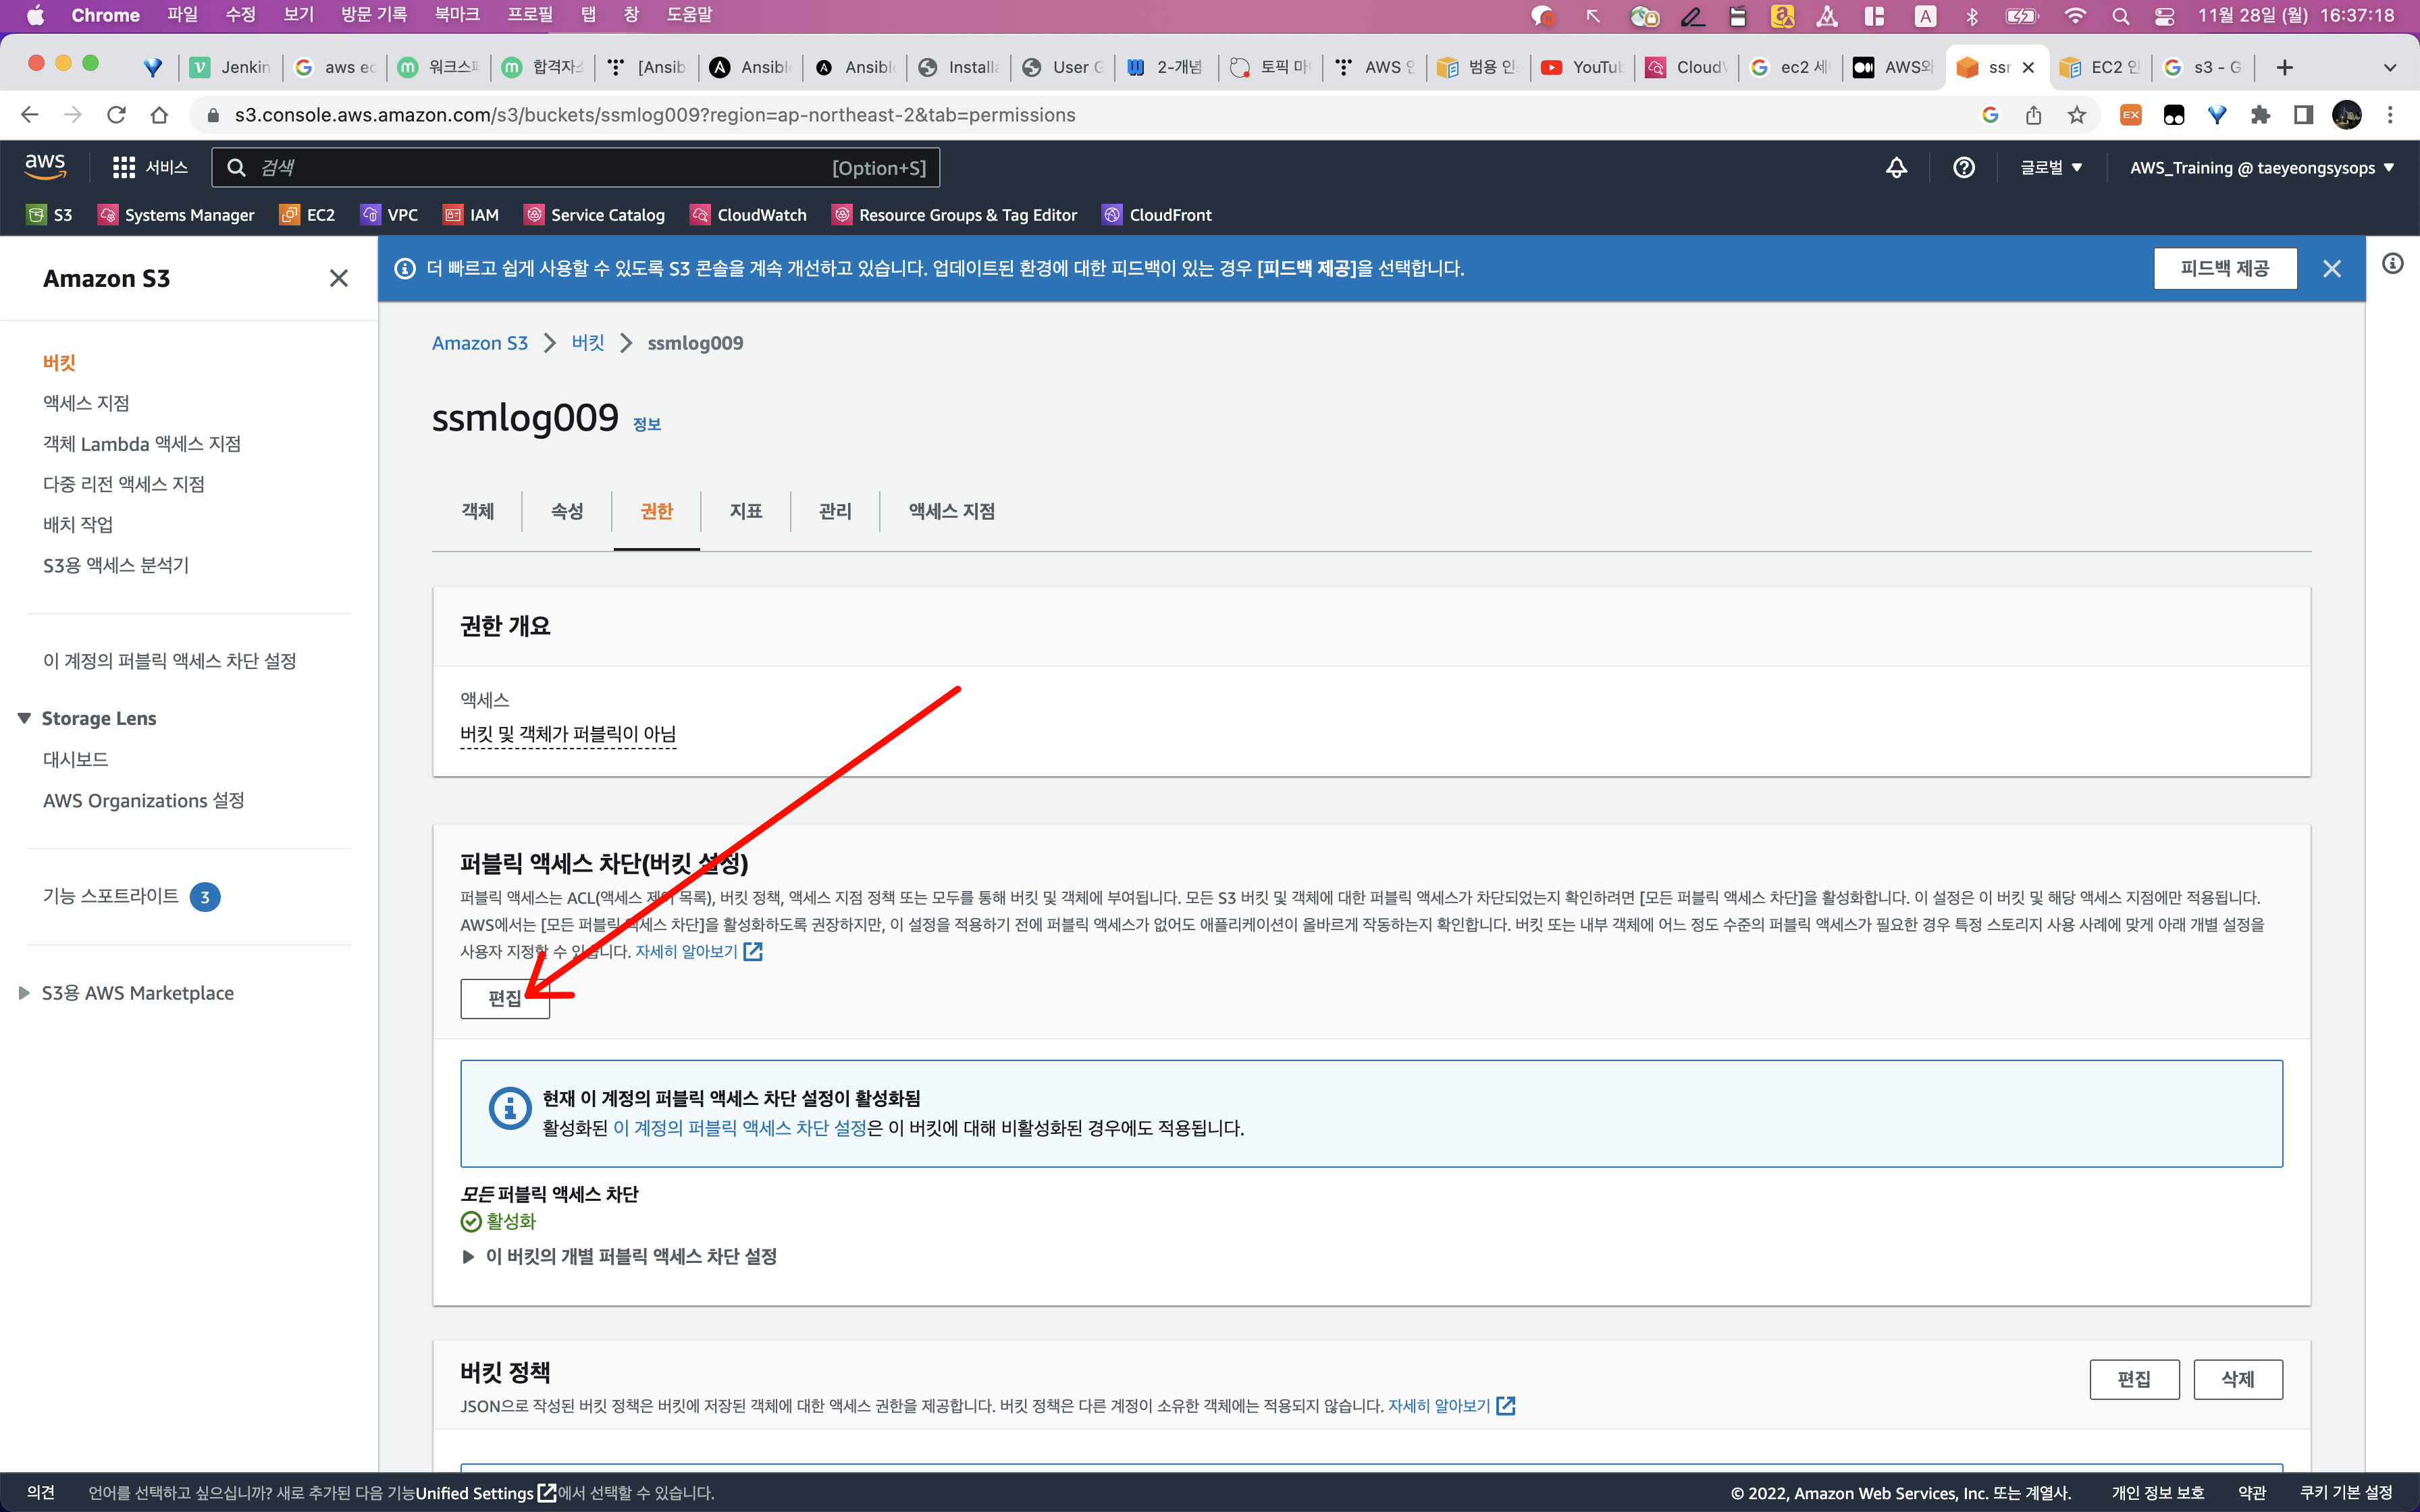 Chrome 파일 수정 보기 방문 기록 북마크 프로필 탭 창 도움말 A 11월 28일 (월) 16:37:18
Jenkin aws ec 워크스페 합격자소 [Ansib Ansible Ansible Installa User G 2-개념 토픽 마 AWS 인 범용 인 YouTub CloudW ec2 세 AWS와 ssm EC2 인 s3 - G
s3.console.aws.amazon.com/s3/buckets/ssmlog009?region=ap-northeast-2&tab=permissions EX
aws 서비스 검색 [Option+S] 글로벌 AWS_Training @ taeyeongsysops
S3 Systems Manager EC2 VPC IAM Service Catalog CloudWatch Resource Groups & Tag Editor CloudFront
Amazon S3
버킷
액세스 지점
객체 Lambda 액세스 지점
다중 리전 액세스 지점
배치 작업
S3용 액세스 분석기
이 계정의 퍼블릭 액세스 차단 설정
Storage Lens
대시보드
AWS Organizations 설정
기능 스포트라이트 3
S3용 AWS Marketplace
더 빠르고 쉽게 사용할 수 있도록 S3 콘솔을 계속 개선하고 있습니다. 업데이트된 환경에 대한 피드백이 있는 경우 [피드백 제공]을 선택합니다. 피드백 제공
Amazon S3 버킷 ssmlog009
ssmlog009 정보
객체 속성 권한 지표 관리 액세스 지점
권한 개요
액세스
버킷 및 객체가 퍼블릭이 아님
퍼블릭 액세스 차단(버킷 설정)
퍼블릭 액세스는 ACL(액세스 제어 목록), 버킷 정책, 액세스 지점 정책 또는 모두를 통해 버킷 및 객체에 부여됩니다. 모든 S3 버킷 및 객체에 대한 퍼블릭 액세스가 차단되었는지 확인하려면 [모든 퍼블릭 액세스 차단]을 활성화합니다. 이 설정은 이 버킷 및 해당 액세스 지점에만 적용됩니다.
AWS에서는 [모든 퍼블릭 액세스 차단]을 활성화하도록 권장하지만, 이 설정을 적용하기 전에 퍼블릭 액세스가 없어도 애플리케이션이 올바르게 작동하는지 확인합니다. 버킷 또는 내부 객체에 어느 정도 수준의 퍼블릭 액세스가 필요한 경우 특정 스토리지 사용 사례에 맞게 아래 개별 설정을
사용자 지정할 수 있습니다. 자세히 알아보기
편집
현재 이 계정의 퍼블릭 액세스 차단 설정이 활성화됨
활성화된 이 계정의 퍼블릭 액세스 차단 설정은 이 버킷에 대해 비활성화된 경우에도 적용됩니다.
모든 퍼블릭 액세스 차단
활성화
이 버킷의 개별 퍼블릭 액세스 차단 설정
버킷 정책 편집 삭제
JSON으로 작성된 버킷 정책은 버킷에 저장된 객체에 대한 액세스 권한을 제공합니다. 버킷 정책은 다른 계정이 소유한 객체에는 적용되지 않습니다. 자세히 알아보기
의견 언어를 선택하고 싶으십니까? 새로 추가된 다음 기능Unified Settings에서 선택할 수 있습니다. © 2022, Amazon Web Services, Inc. 또는 계열사. 개인 정보 보호 약관 쿠키 기본 설정